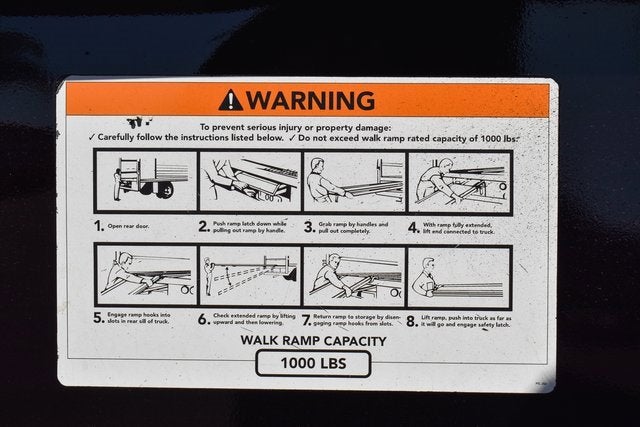 WARNING
To prevent serious injury or property damage:
✓ Carefully follow the instructions listed below. ✓ Do not exceed walk ramp rated capacity of 1000 lbs.
1. Open rear door.
2. Push ramp latch down while
pulling out ramp by handle.
3. Grab ramp by handles and
pull out completely.
4. With ramp fully extended,
lift end connected to truck.
5. Engage ramp hooks into
slots in rear sill of truck.
6. Check extended ramp by lifting
upward and then lowering.
7. Return ramp to storage by disen-
gaging ramp hooks from slots.
8. Lift ramp, push into truck as far as
it will go and engage safety latch.
WALK RAMP CAPACITY
1000 LBS